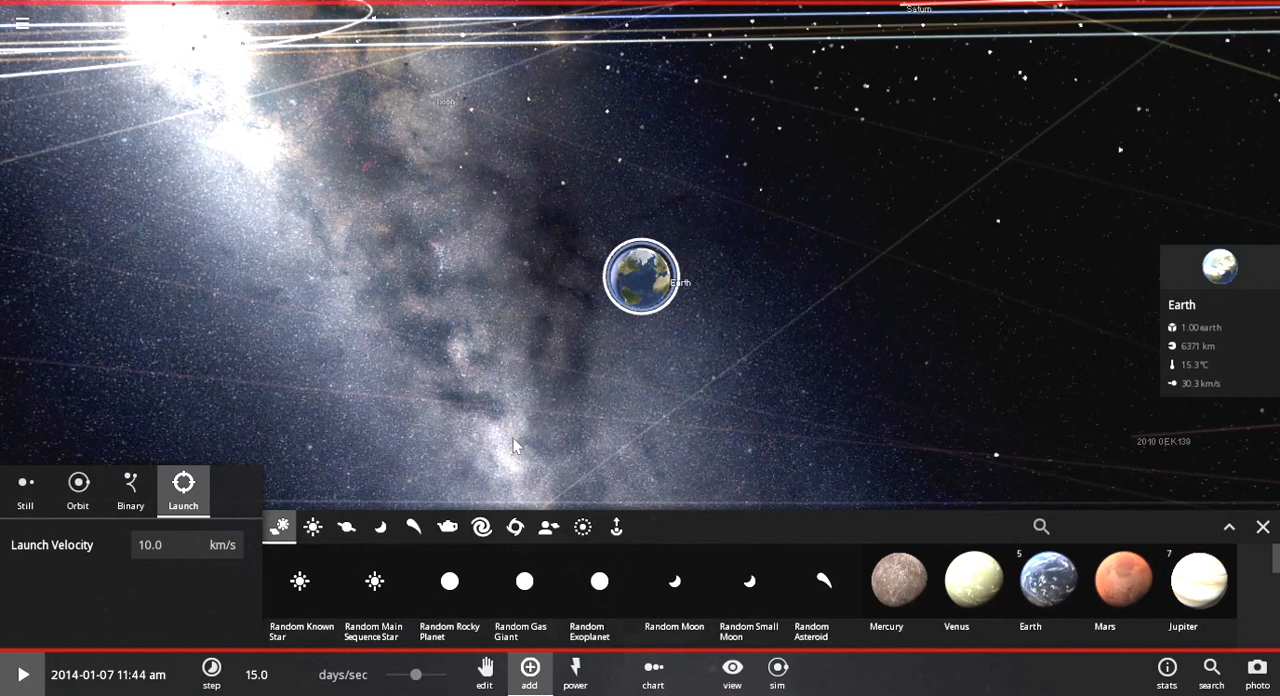 Saturn
Moon
Earth
Earth
1.00 earth
6371 km
15.3 °C
30.3 km/s
2010 0EK139
Still
Orbit
Binary
Launch
Launch Velocity
10.0
km/s
5
7
Random Known Star
Random Main Sequence Star
Random Rocky Planet
Random Gas Giant
Random Exoplanet
Random Moon
Random Small Moon
Random Asteroid
Mercury
Venus
Earth
Mars
Jupiter
2014-01-07 11:44 am
step
15.0
days/sec
edit
add
power
chart
view
sim
stats
search
photo